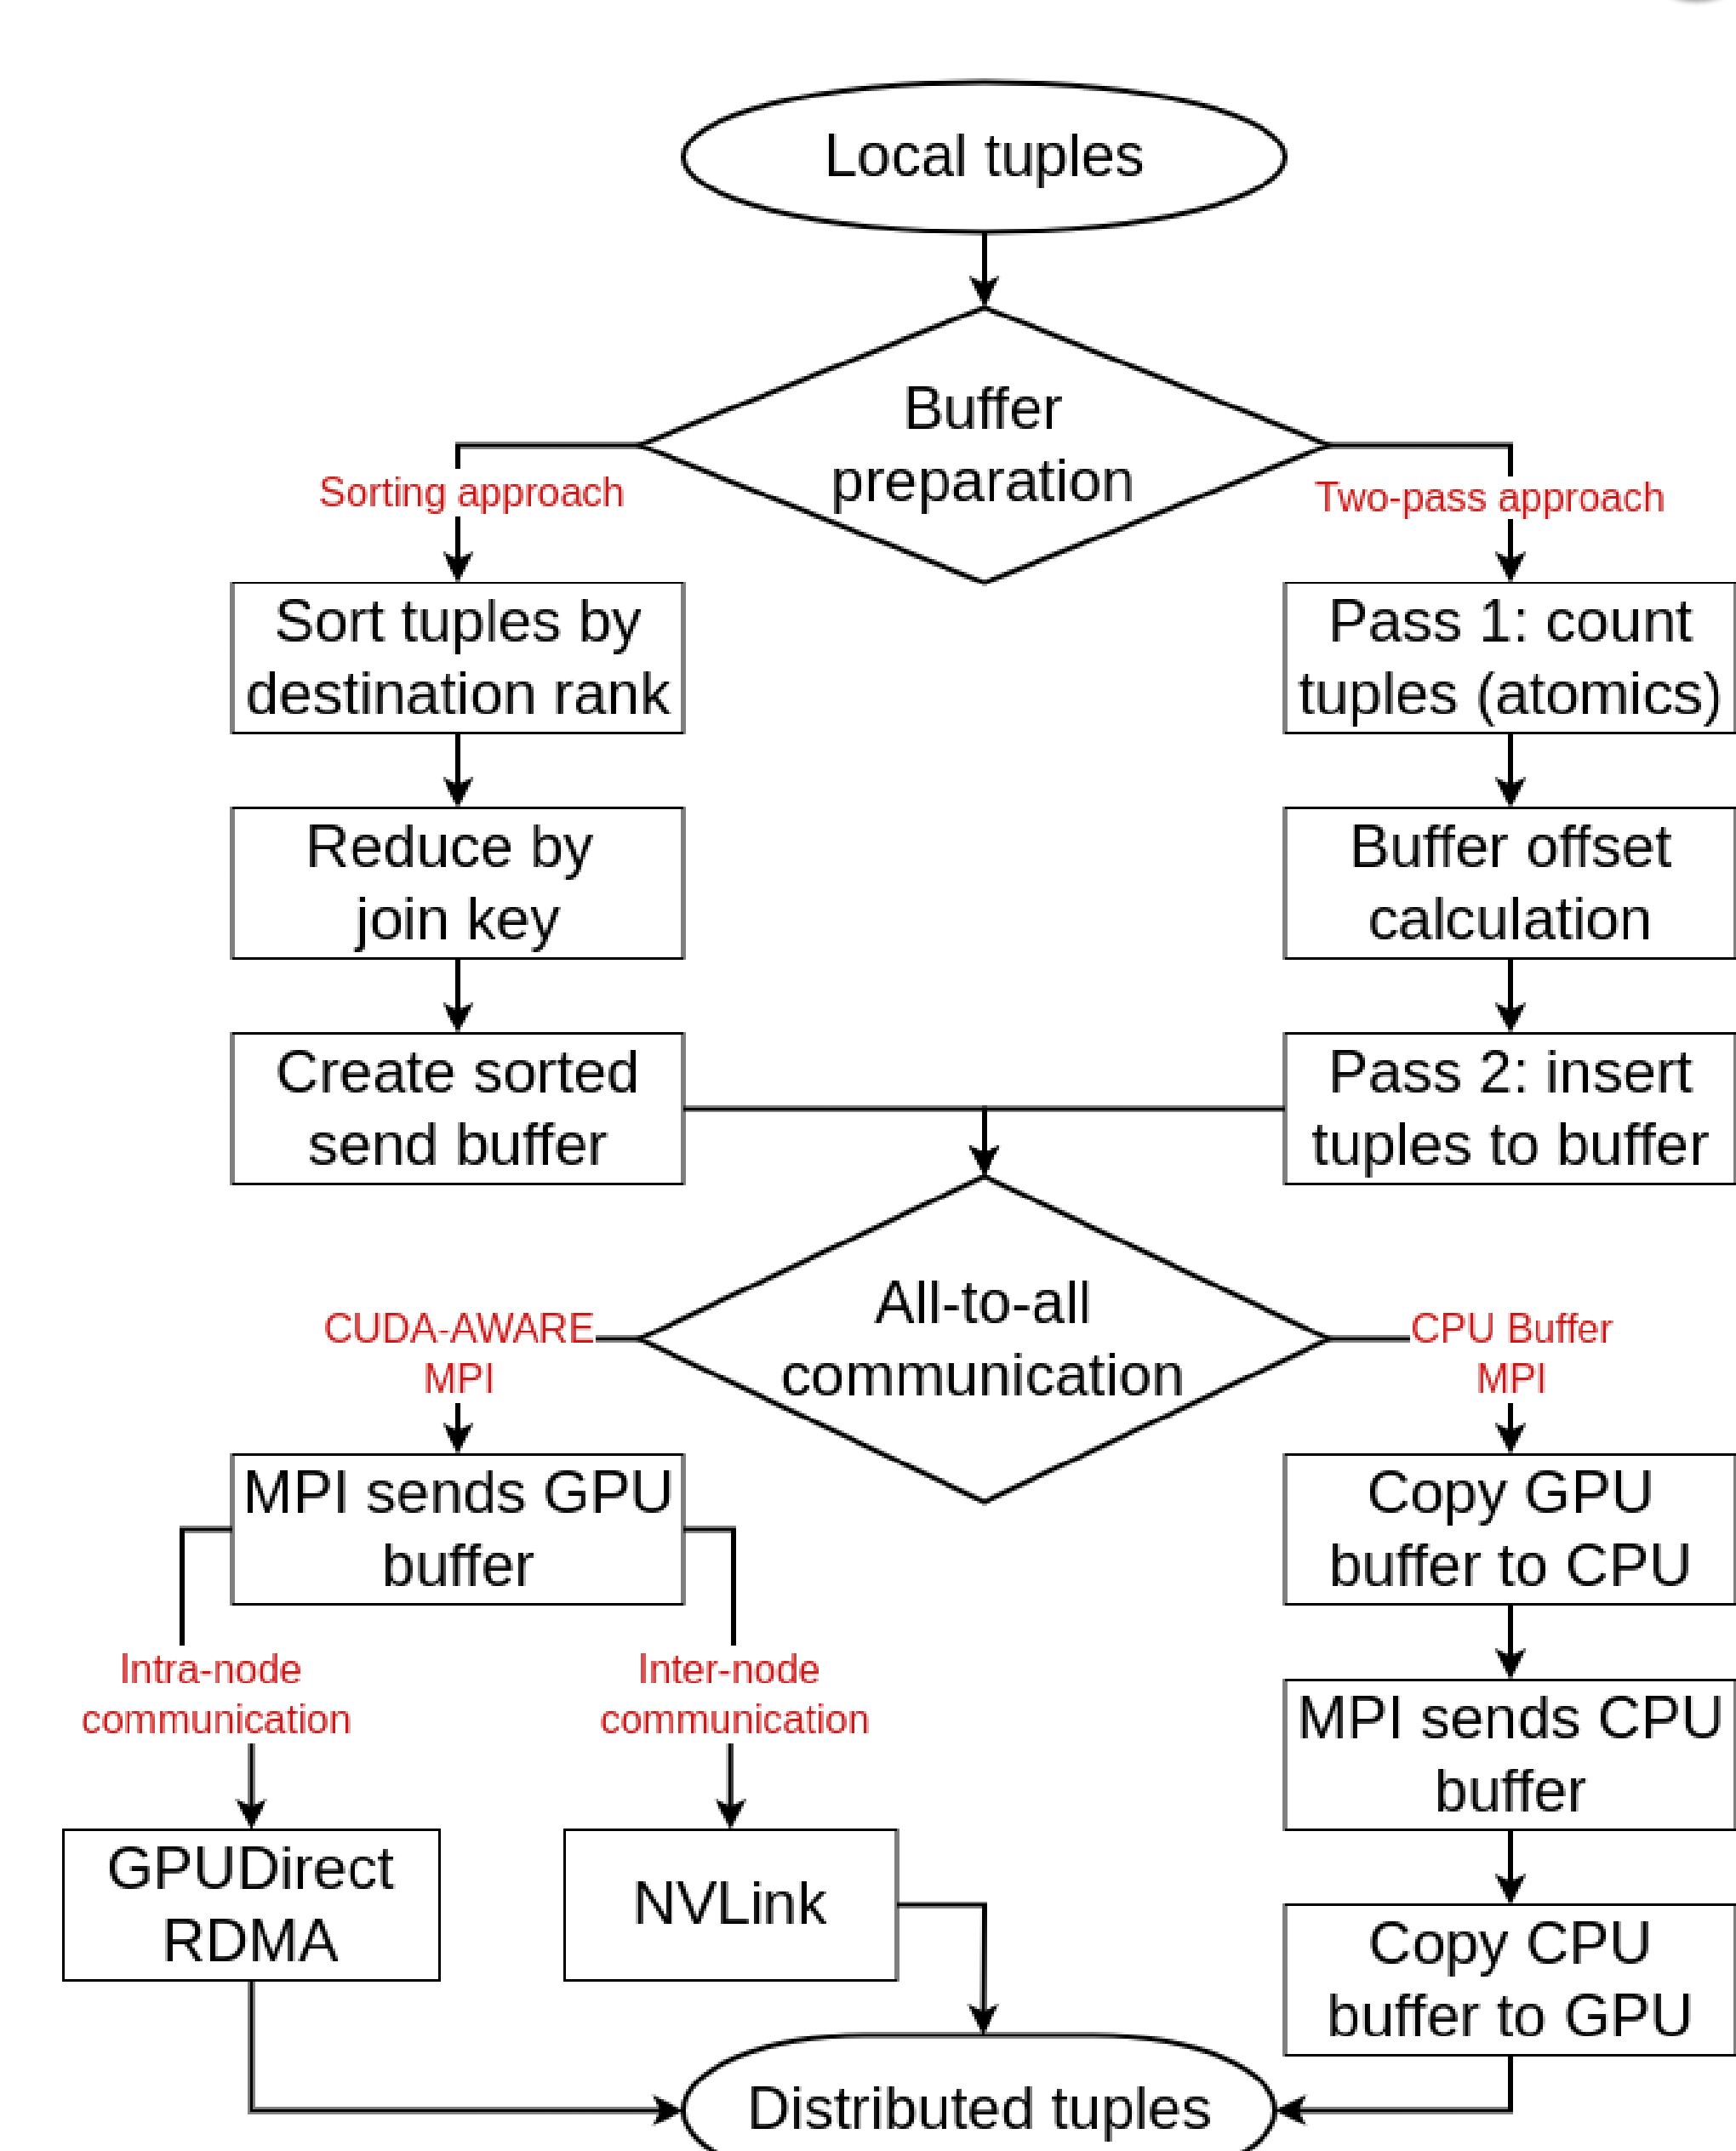 Local tuples
Buffer
preparation
Sorting approach
Two-pass approach
Sort tuples by
destination rank
Pass 1: count
tuples (atomics)
Reduce by
join key
Buffer offset
calculation
Create sorted
send buffer
Pass 2: insert
tuples to buffer
All-to-all
communication
CUDA-AWARE
MPI
CPU Buffer
MPI
MPI sends GPU
buffer
Copy GPU
buffer to CPU
Intra-node
communication
Inter-node
communication
MPI sends CPU
buffer
GPUDirect
RDMA
NVLink
Copy CPU
buffer to GPU
Distributed tuples